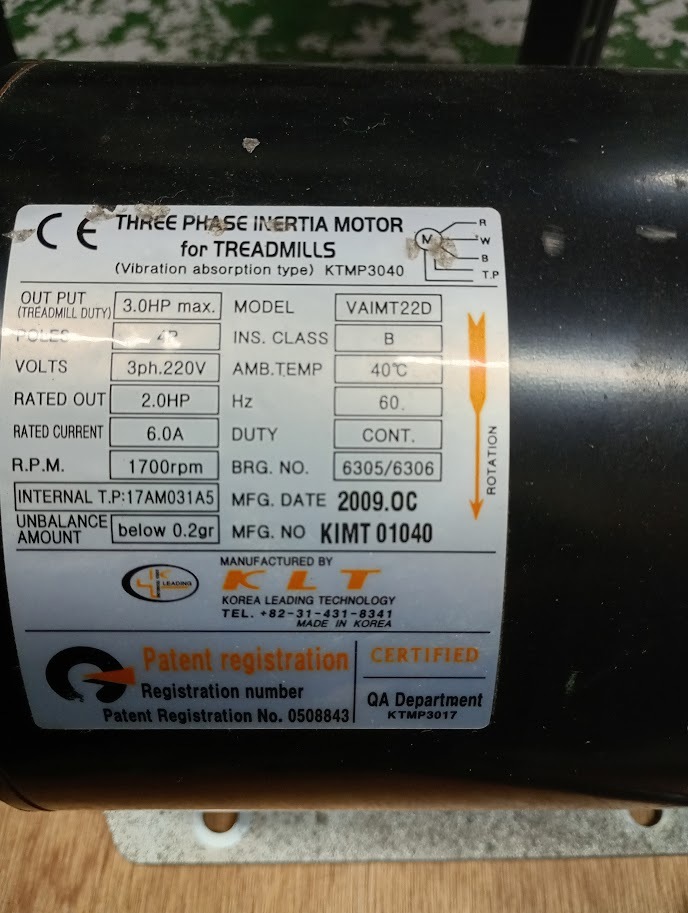 CE THREE PHASE INERTIA MOTOR
for TREADMILLS
(Vibration absorption type) KTMP3040
M
R
W
B
T.P
OUT PUT
(TREADMILL DUTY) 3.0HP max. MODEL VAIMT22D
POLES 4P INS. CLASS B
VOLTS 3ph.220V AMB.TEMP 40℃
RATED OUT 2.0HP Hz 60.
RATED CURRENT 6.0A DUTY CONT.
R.P.M. 1700rpm BRG. NO. 6305/6306
INTERNAL T.P:17AM031A5 MFG. DATE 2009.OC
UNBALANCE
AMOUNT below 0.2gr MFG. NO KIMT 01040
ROTATION
MANUFACTURED BY
LEADING KLT
KOREA LEADING TECHNOLOGY
TEL. +82-31-431-8341
MADE IN KOREA
Patent registration CERTIFIED
Registration number QA Department
Patent Registration No. 0508843 KTMP3017